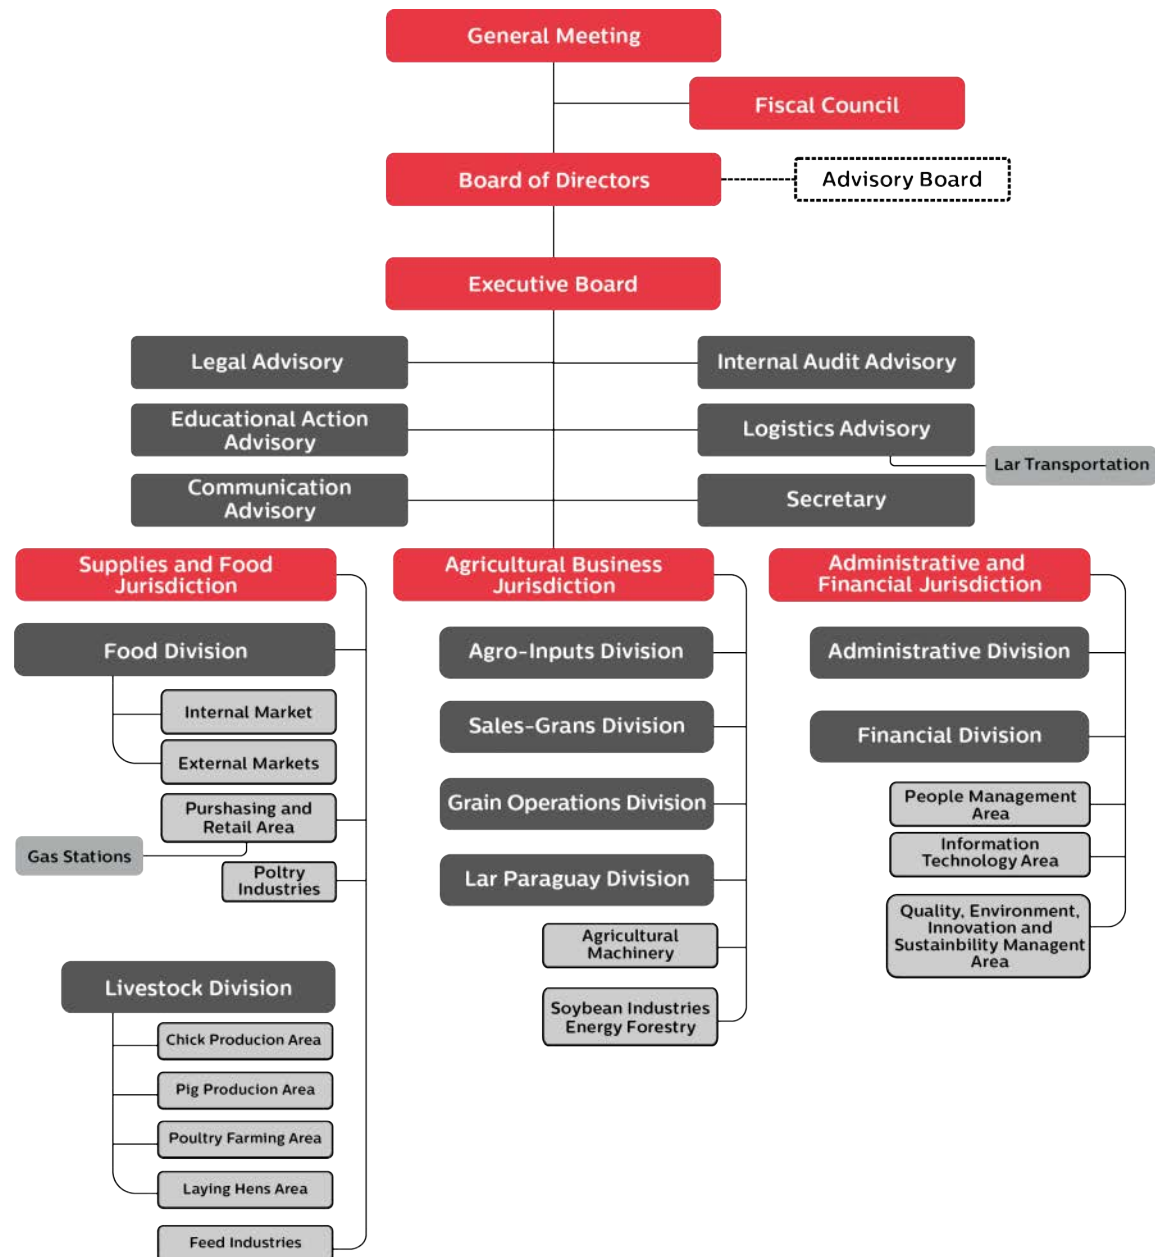 General Meeting
Fiscal Council
Board of Directors
Advisory Board
Executive Board
Legal Advisory
Internal Audit Advisory
Educational Action
Advisory
Logistics Advisory
Lar Transportation
Communication
Advisory
Secretary
Supplies and Food
Jurisdiction
Food Division
Internal Market
External Markets
Purshasing and
Retail Area
Gas Stations
Poltry
Industries
Livestock Division
Chick Producion Area
Pig Producion Area
Poultry Farming Area
Laying Hens Area
Feed Industries
Agricultural Business
Jurisdiction
Agro-Inputs Division
Sales-Grans Division
Grain Operations Division
Lar Paraguay Division
Agricultural
Machinery
Soybean Industries
Energy Forestry
Administrative and
Financial Jurisdiction
Administrative Division
Financial Division
People Management
Area
Information
Technology Area
Quality, Environment,
Innovation and
Sustainbility Managent
Area